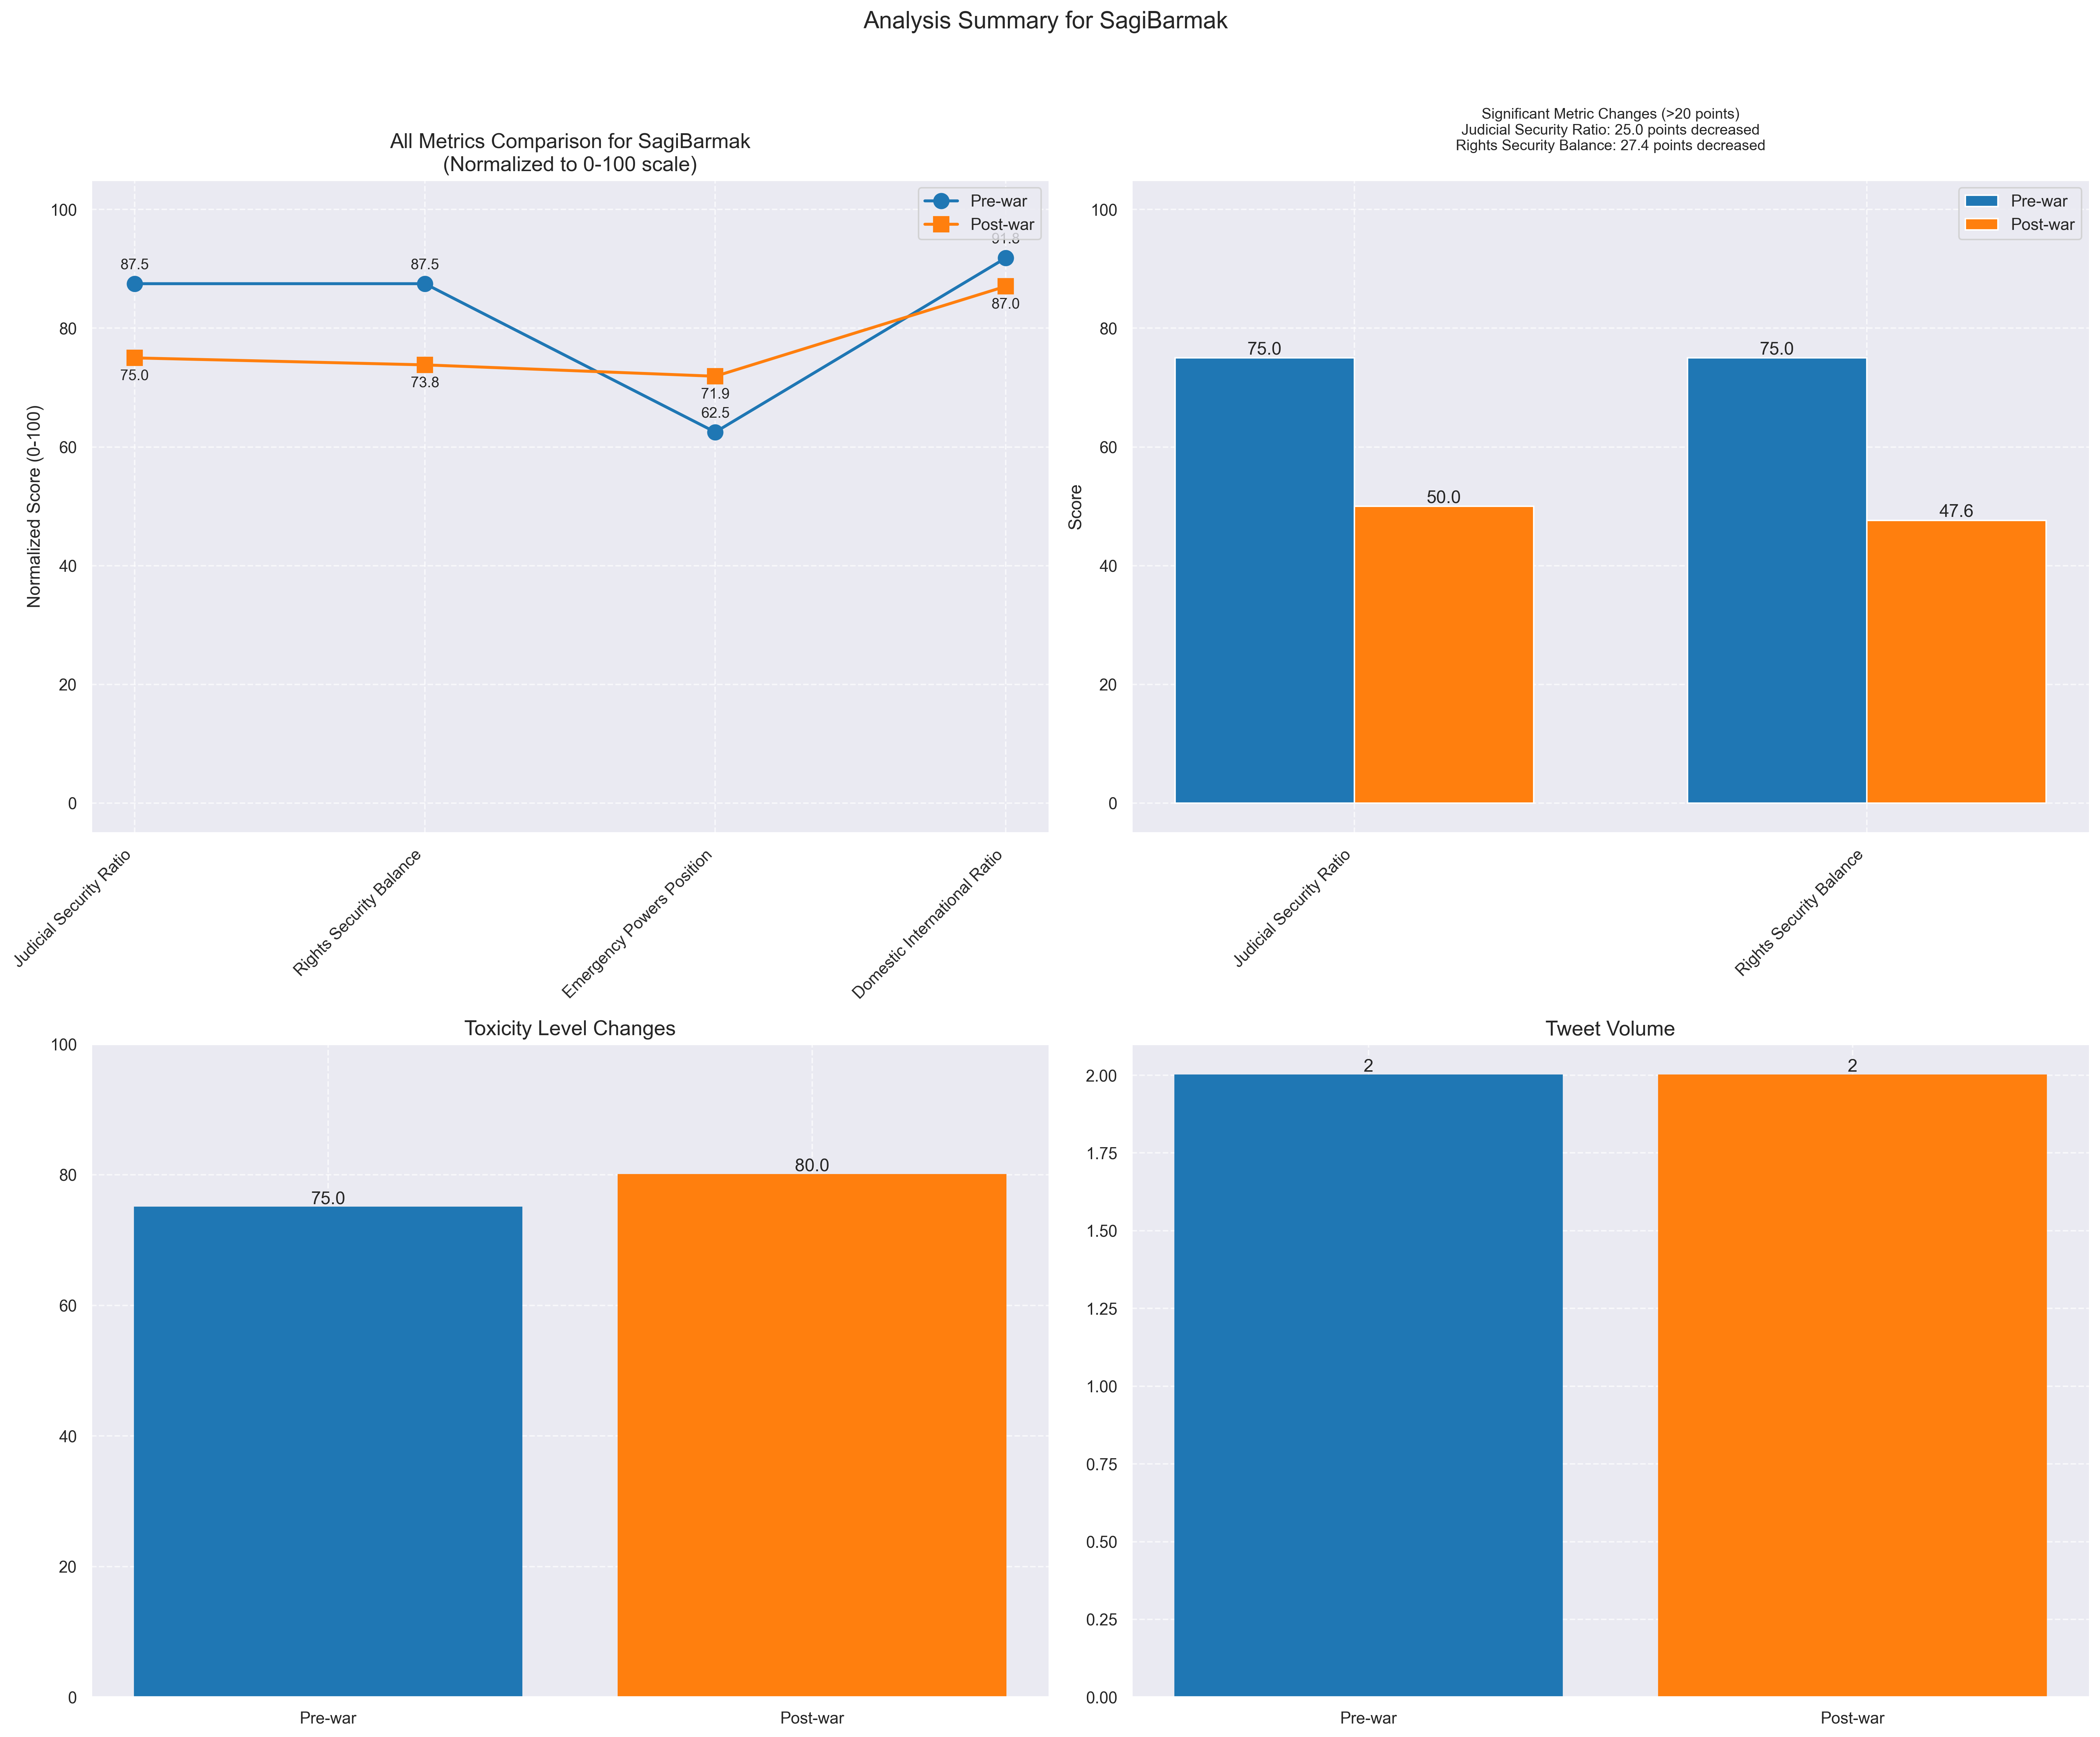 Analysis Summary for SagiBarmak
All Metrics Comparison for SagiBarmak
(Normalized to 0-100 scale)
Normalized Score (0-100)
100
80
60
40
20
0
Pre-war
Post-war
87.5
87.5
62.5
91.8
75.0
73.8
71.9
87.0
Judicial Security Ratio
Rights Security Balance
Emergency Powers Position
Domestic International Ratio
Significant Metric Changes (>20 points)
Judicial Security Ratio: 25.0 points decreased
Rights Security Balance: 27.4 points decreased
Score
100
80
60
40
20
0
Pre-war
Post-war
75.0
50.0
75.0
47.6
Judicial Security Ratio
Rights Security Balance
Toxicity Level Changes
100
80
60
40
20
0
75.0
80.0
Pre-war
Post-war
Tweet Volume
2.00
1.75
1.50
1.25
1.00
0.75
0.50
0.25
0.00
2
2
Pre-war
Post-war